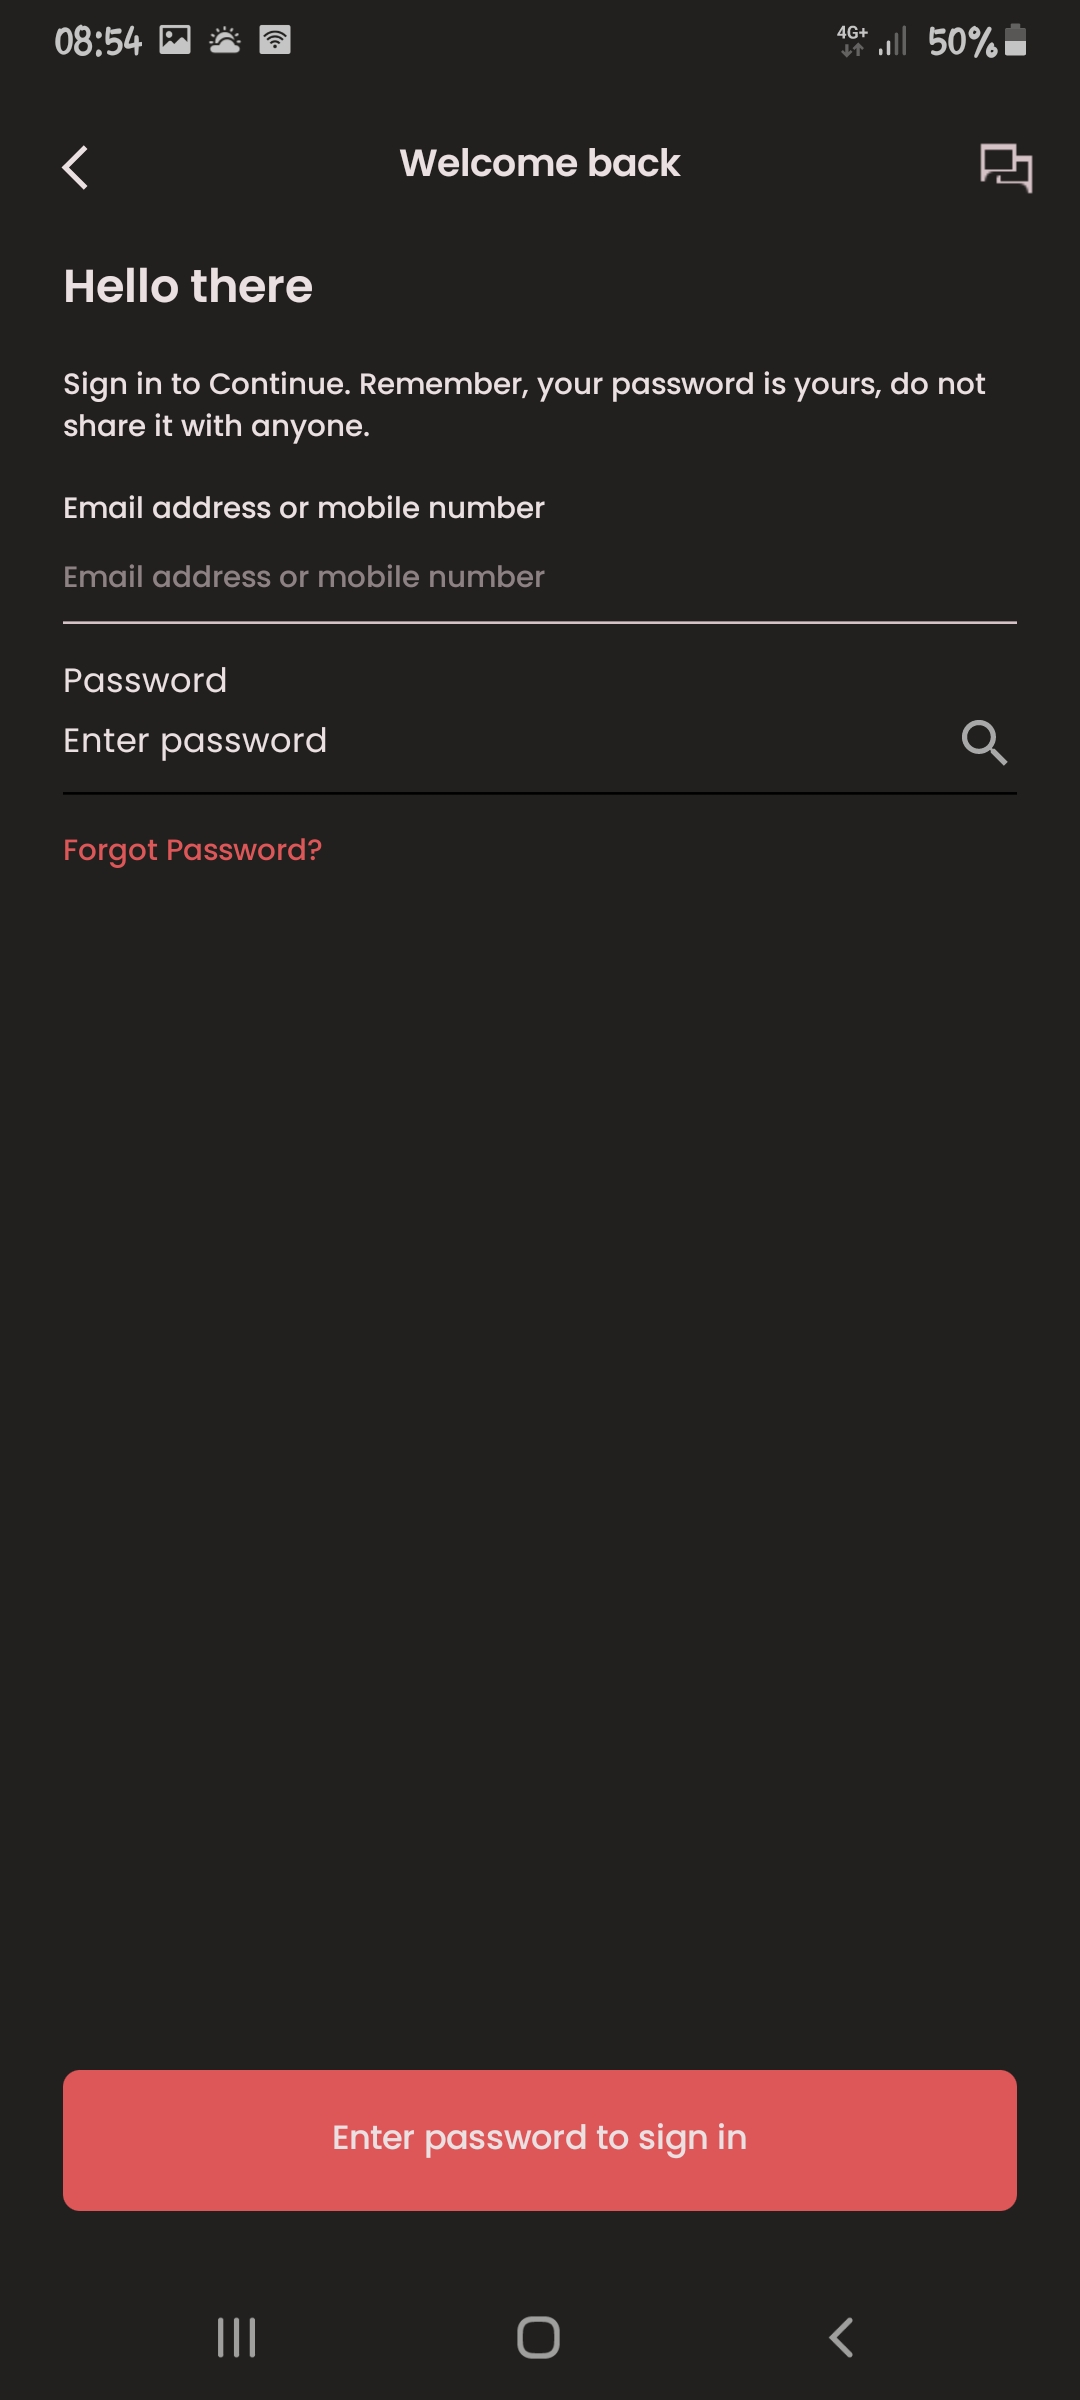 08:54
4G+
50%
Welcome back
Hello there
Sign in to Continue. Remember, your password is yours, do not
share it with anyone.
Email address or mobile number
Email address or mobile number
Password
Enter password
Forgot Password?
Enter password to sign in